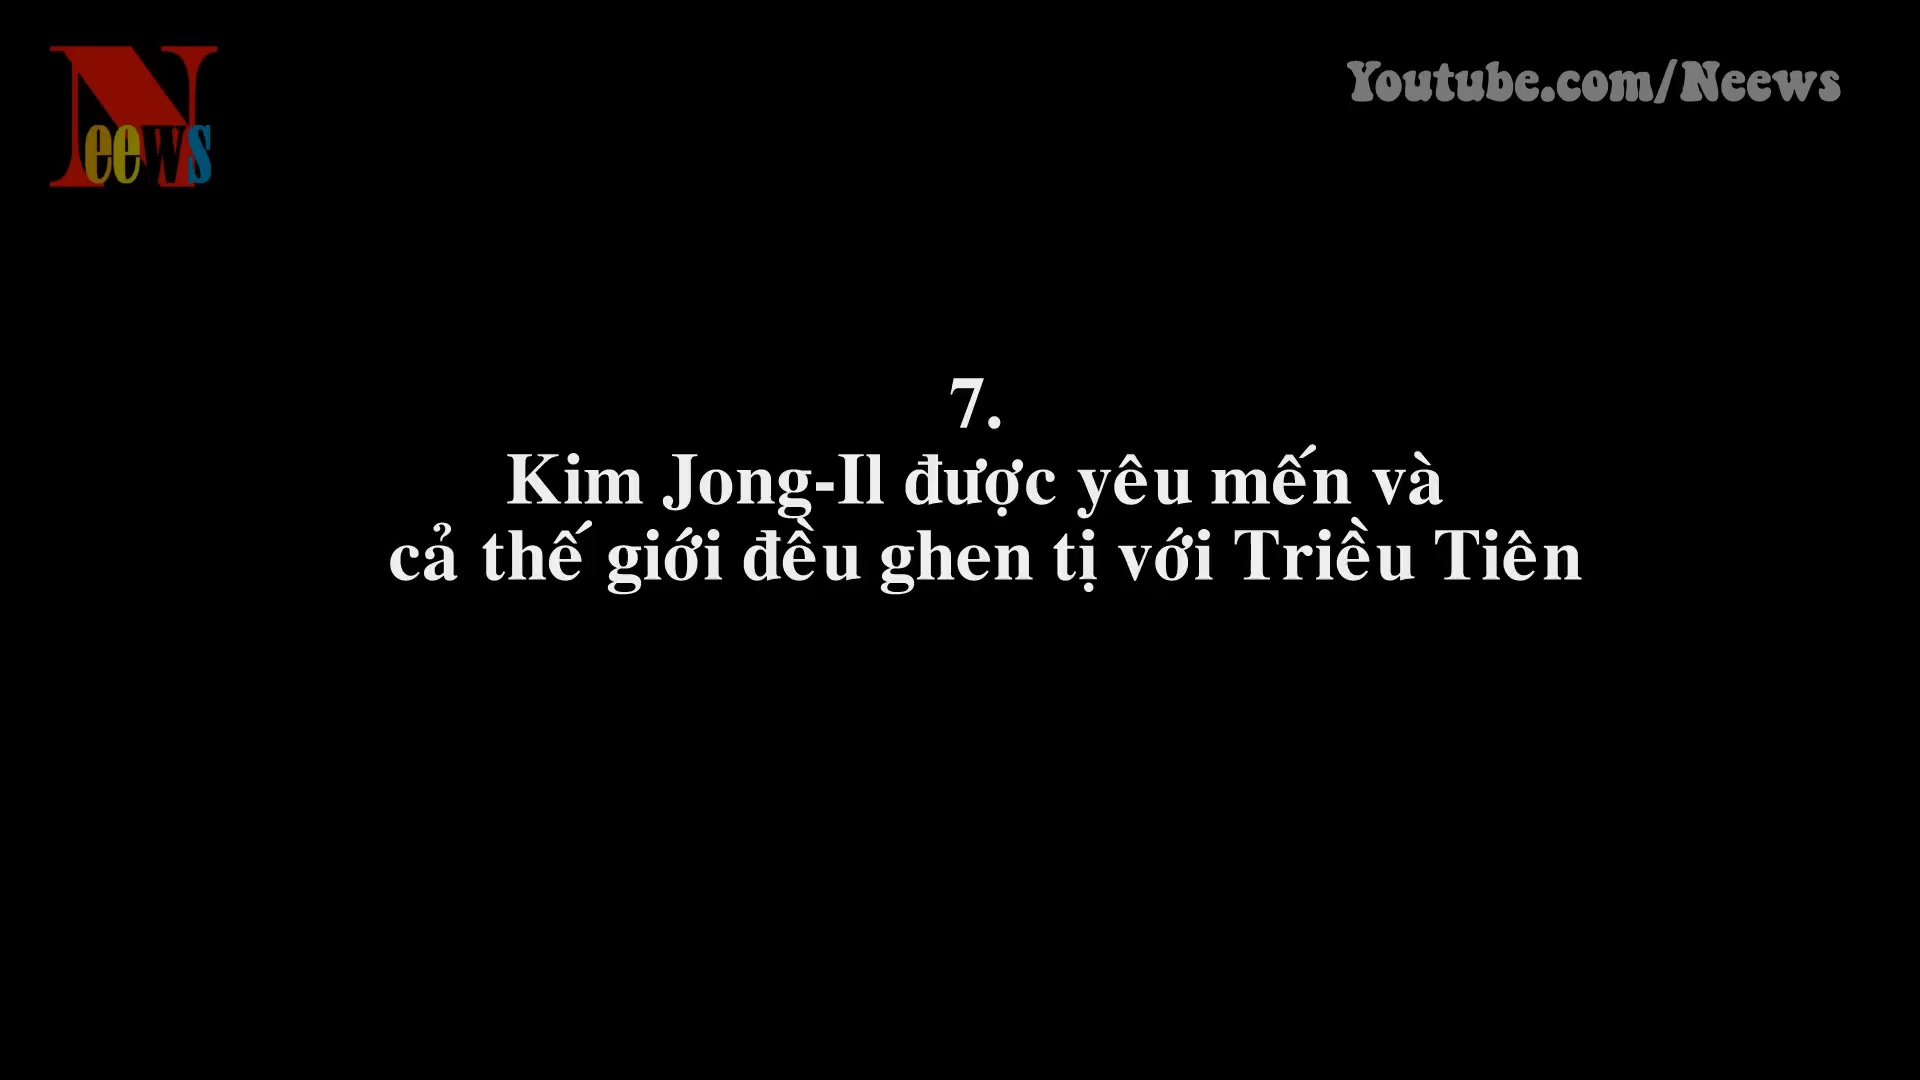 Neews
Youtube.com/Neews
7.
Kim Jong-Il được yêu mến và
cả thế giới đều ghen tị với Triều Tiên